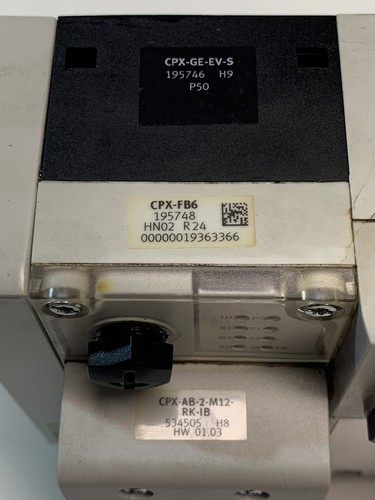 CPX-GE-EV-S
195746 H9
P50
CPX-FB6
195748
HN02 R24
00000019363366
CPX-AB-2-M12-
RK-IB
534505 H8
HW 01.03